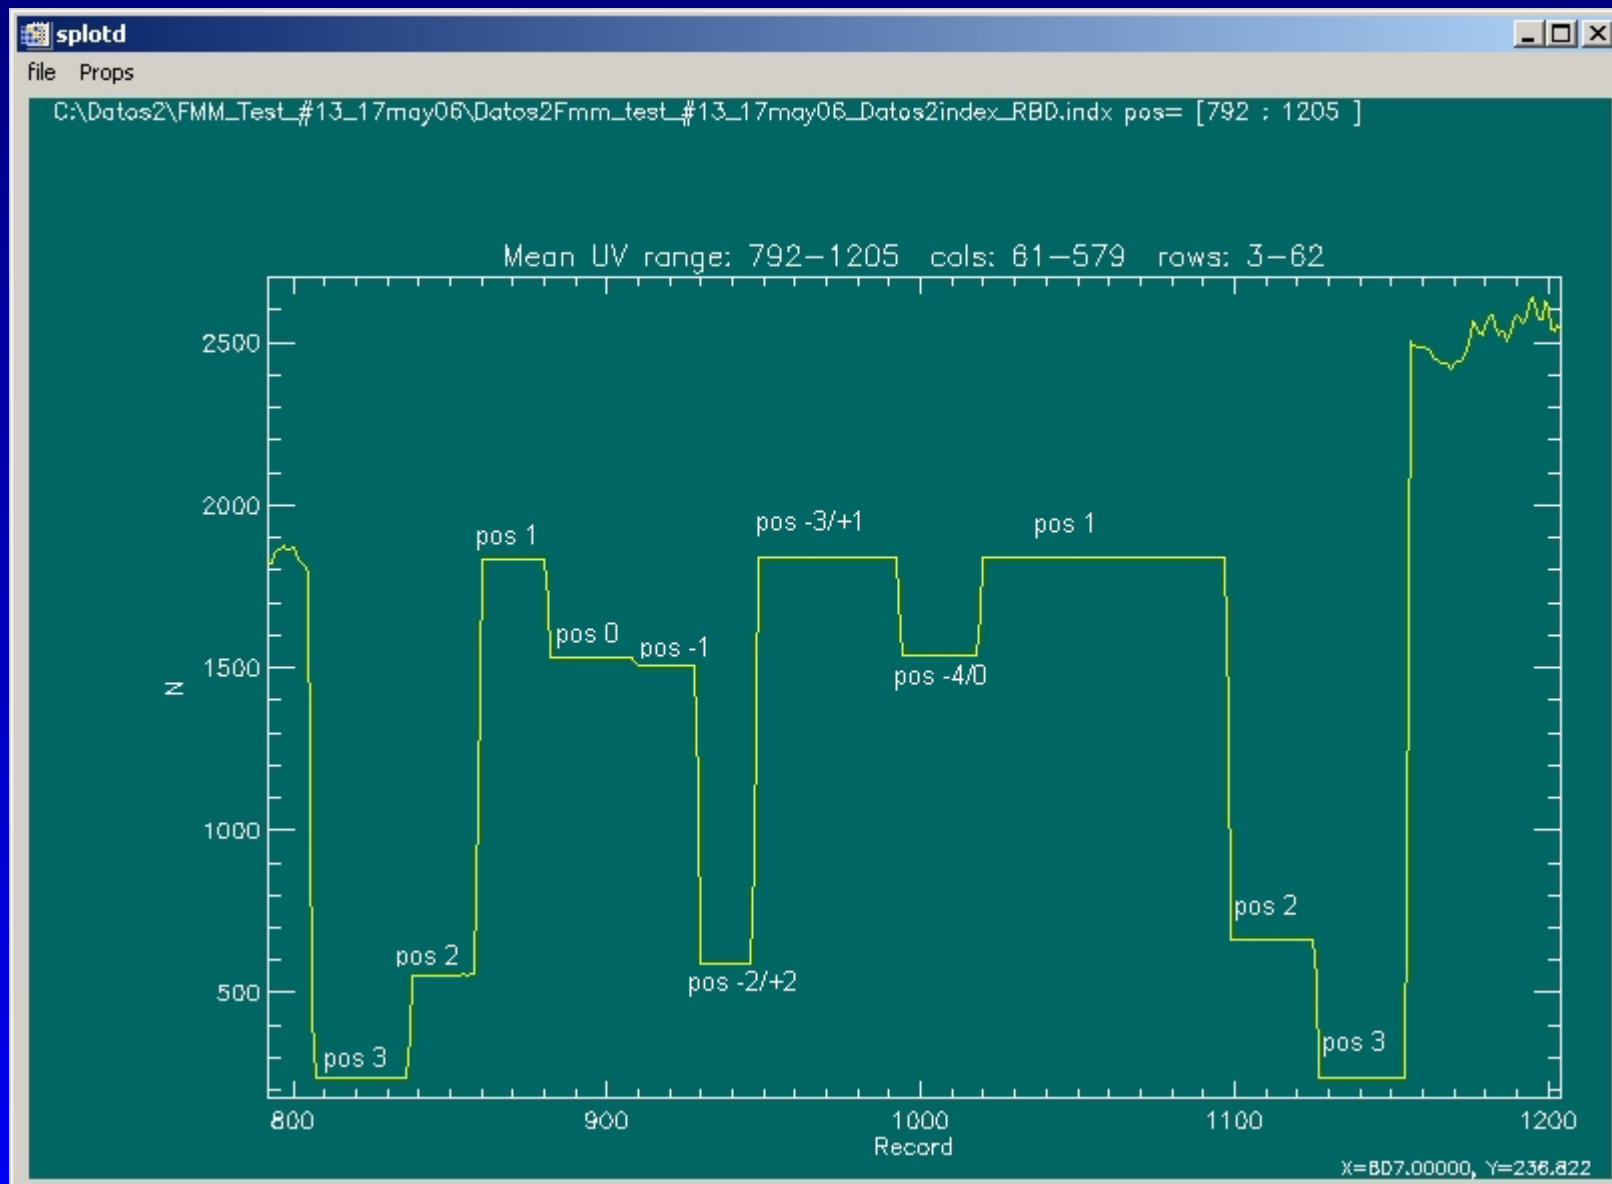 splotd
file Props
C:\Datos2\FMM_Test_#13_17may06\Datos2Fmm_test_#13_17may06_Datos2index_RBD.indx pos= [792 : 1205 ]
Mean UV range: 792-1205 cols: 61-579 rows: 3-62
2500
2000
1500
1000
500
N
pos 3
pos 2
pos 1
pos 0
pos -1
pos -2/+2
pos -3/+1
pos -4/0
pos 1
pos 2
pos 3
800
900
1000
1100
1200
Record
X=BD7.00000, Y=236.822